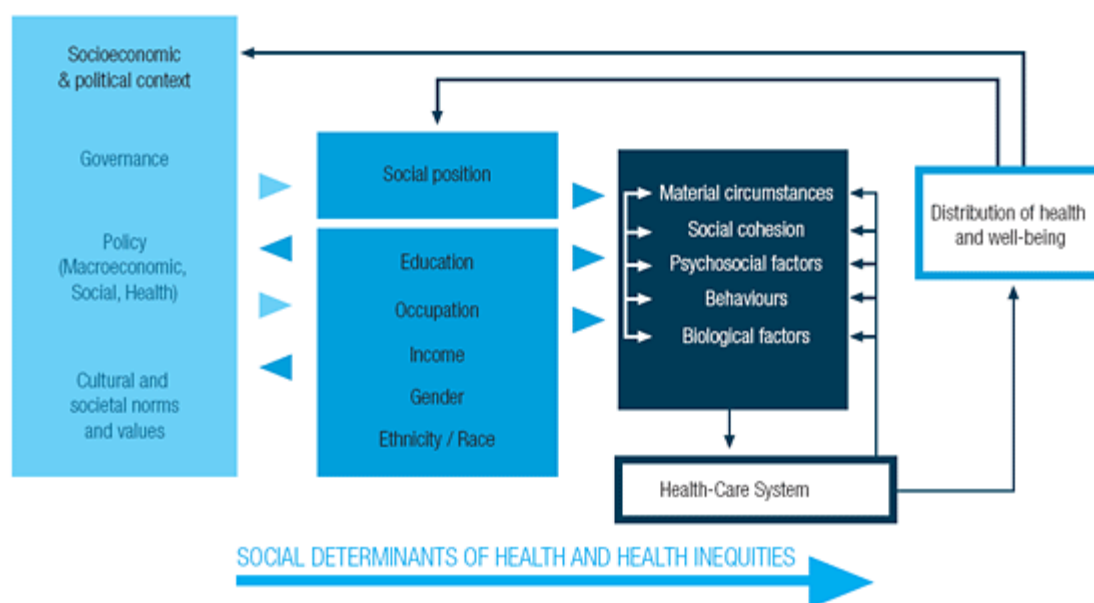 Socioeconomic
& political context
Governance
Policy
(Macroeconomic,
Social, Health)
Cultural and
societal norms
and values
Social position
Education
Occupation
Income
Gender
Ethnicity / Race
Material circumstances
Social cohesion
Psychosocial factors
Behaviours
Biological factors
Health-Care System
Distribution of health
and well-being
SOCIAL DETERMINANTS OF HEALTH AND HEALTH INEQUITIES